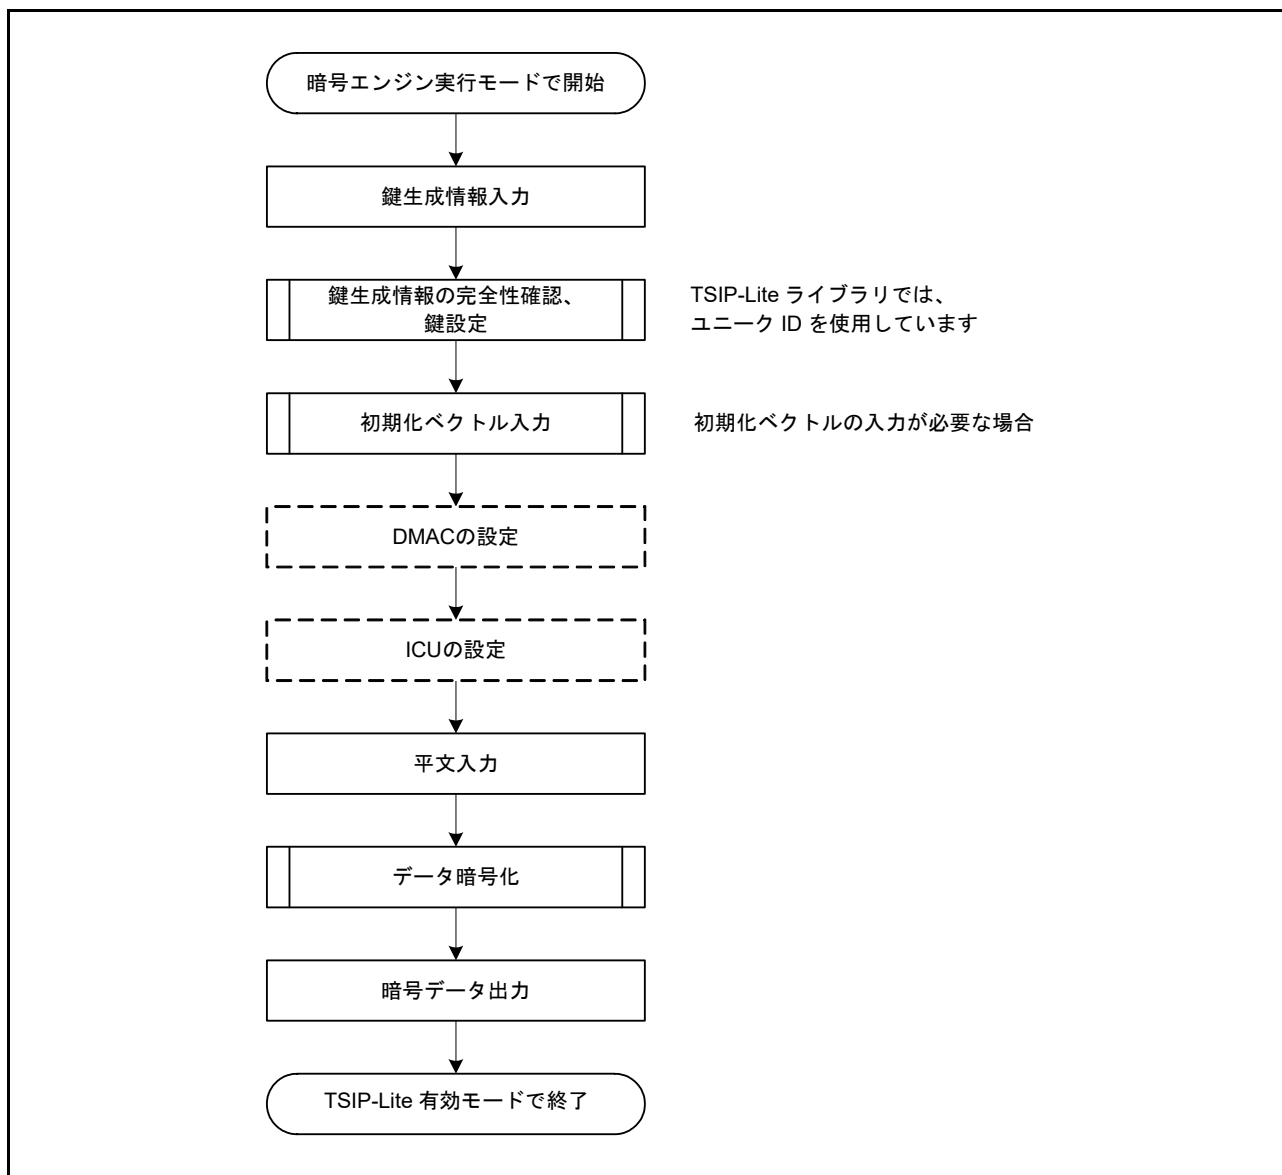 暗号エンジン実行モードで開始
鍵生成情報入力
鍵生成情報の完全性確認、
鍵設定
TSIP-Lite ライブラリでは、
ユニーク ID を使用しています
初期化ベクトル入力
初期化ベクトルの入力が必要な場合
DMACの設定
ICUの設定
平文入力
データ暗号化
暗号データ出力
TSIP-Lite 有効モードで終了